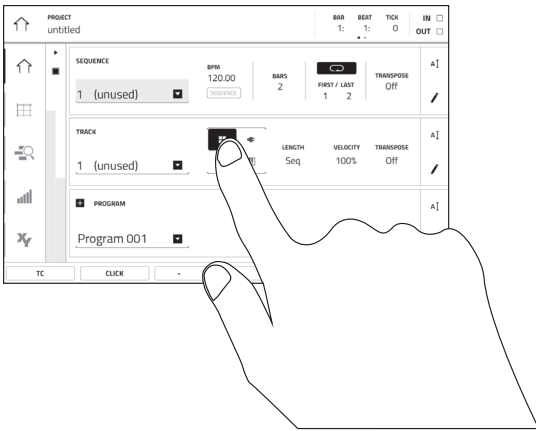 PROJECT
untitled
BAR BEAT TICK
1: 1: 0
IN
OUT
SEQUENCE
1 (unused)
BPM
120.00
SEQUENCE
BARS
2
FIRST / LAST
1 2
TRANSPOSE
Off
A
TRACK
1 (unused)
LENGTH
Seq
VELOCITY
100%
TRANSPOSE
Off
A
PROGRAM
Program 001
A
XY
TC CLICK -